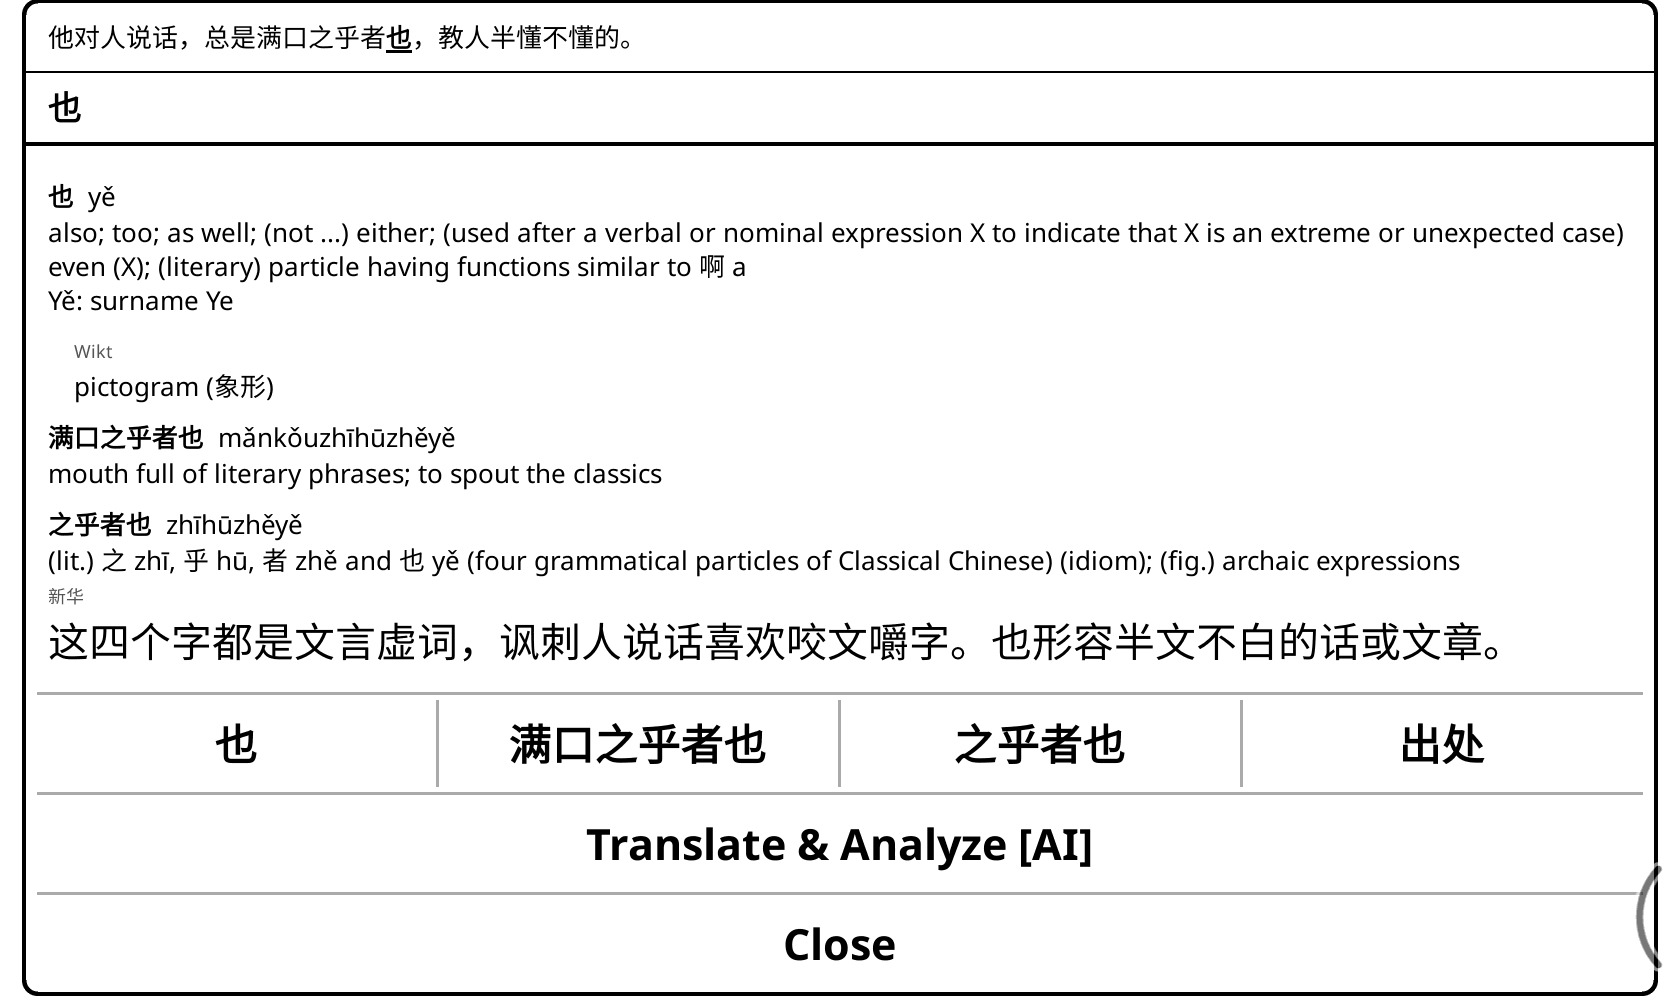 他对人说话，总是满口之乎者也，教人半懂不懂的。
也
也 yě
also; too; as well; (not ...) either; (used after a verbal or nominal expression X to indicate that X is an extreme or unexpected case)
even (X); (literary) particle having functions similar to 啊 a
Yě: surname Ye
Wikt
pictogram (象形)
满口之乎者也 mǎnkǒuzhīhūzhěyě
mouth full of literary phrases; to spout the classics
之乎者也 zhīhūzhěyě
(lit.) 之 zhī, 乎 hū, 者 zhě and 也 yě (four grammatical particles of Classical Chinese) (idiom); (fig.) archaic expressions
新华
这四个字都是文言虚词，讽刺人说话喜欢咬文嚼字。也形容半文不白的话或文章。
也 满口之乎者也 之乎者也 出处
Translate & Analyze [AI]
Close